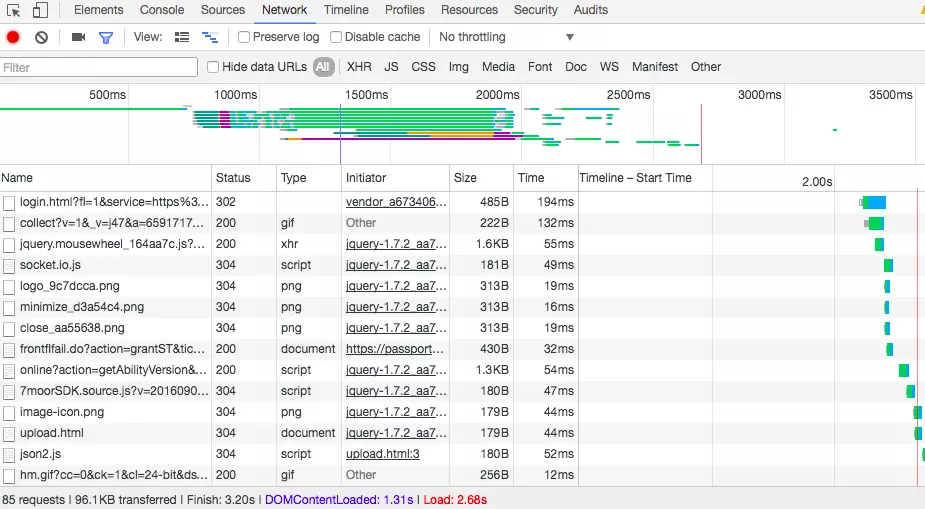 Elements Console Sources Network Timeline Profiles Resources Security Audits
View: Preserve log Disable cache No throttling ▼
Filter Hide data URLs All XHR JS CSS Img Media Font Doc WS Manifest Other
500ms 1000ms 1500ms 2000ms 2500ms 3000ms 3500ms
Name Status Type Initiator Size Time Timeline – Start Time 2.00s
login.html?fl=1&service=https%3... 302 vendor_a673406... 485B 194ms
collect?v=1&_v=j47&a=6591717... 200 gif Other 222B 132ms
jquery.mousewheel_164aa7c.js?... 200 xhr jquery-1.7.2_aa7... 1.6KB 55ms
socket.io.js 304 script jquery-1.7.2_aa7... 181B 49ms
logo_9c7dcca.png 304 png jquery-1.7.2_aa7... 313B 19ms
minimize_d3a54c4.png 304 png jquery-1.7.2_aa7... 313B 16ms
close_aa55638.png 304 png jquery-1.7.2_aa7... 313B 19ms
frontflfail.do?action=grantST&tic... 200 document https://passport... 430B 32ms
online?action=getAbilityVersion&... 200 script jquery-1.7.2_aa7... 1.3KB 54ms
7moorSDK.source.js?v=2016090... 304 script jquery-1.7.2_aa7... 180B 47ms
image-icon.png 304 png jquery-1.7.2_aa7... 179B 44ms
upload.html 304 document jquery-1.7.2_aa7... 179B 44ms
json2.js 304 script upload.html:3 180B 52ms
hm.gif?cc=0&ck=1&cl=24-bit&ds... 200 gif Other 256B 12ms
85 requests | 96.1KB transferred | Finish: 3.20s | DOMContentLoaded: 1.31s | Load: 2.68s